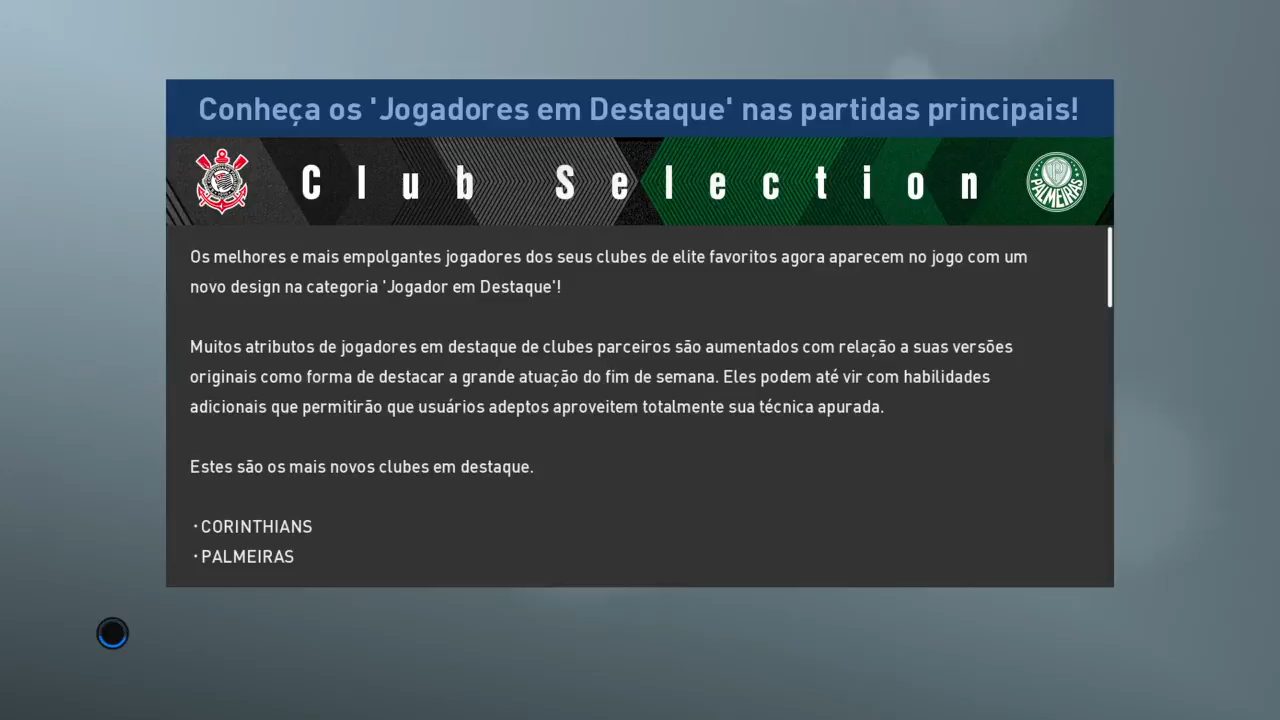 Conheça os 'Jogadores em Destaque' nas partidas principais!
Club Selection
PALMEIRAS
Os melhores e mais empolgantes jogadores dos seus clubes de elite favoritos agora aparecem no jogo com um
novo design na categoria 'Jogador em Destaque'!
Muitos atributos de jogadores em destaque de clubes parceiros são aumentados com relação a suas versões
originais como forma de destacar a grande atuação do fim de semana. Eles podem até vir com habilidades
adicionais que permitirão que usuários adeptos aproveitem totalmente sua técnica apurada.
Estes são os mais novos clubes em destaque.
・CORINTHIANS
・PALMEIRAS